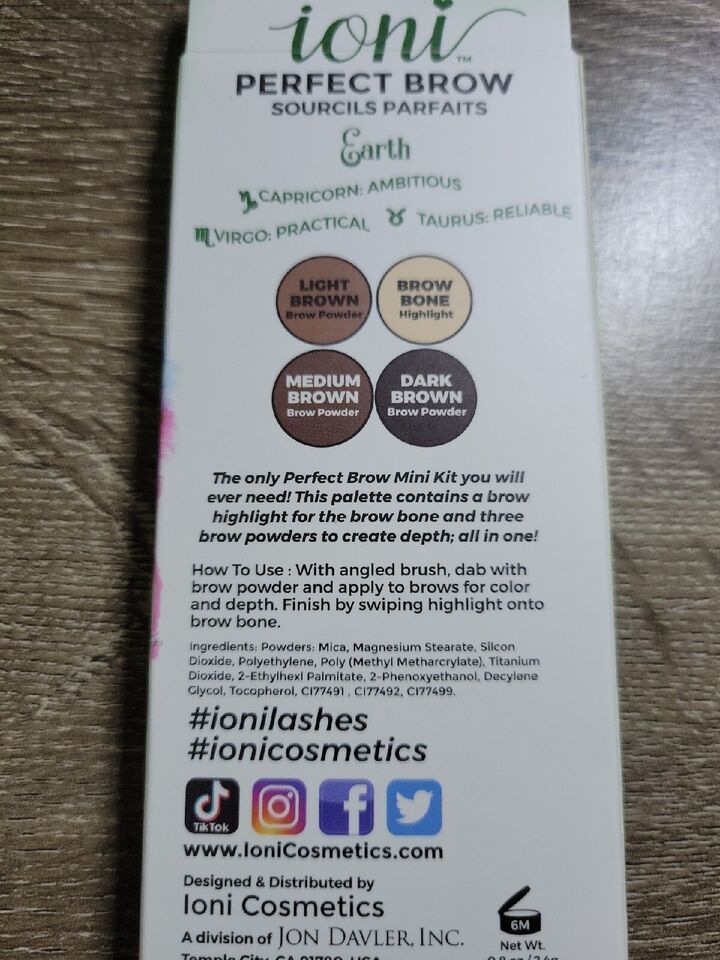 ioni™
PERFECT BROW
SOURCILS PARFAITS
Earth
♑ CAPRICORN: AMBITIOUS
♍ VIRGO: PRACTICAL ♉ TAURUS: RELIABLE
LIGHT
BROWN
Brow Powder
BROW
BONE
Highlight
MEDIUM
BROWN
Brow Powder
DARK
BROWN
Brow Powder
The only Perfect Brow Mini Kit you will
ever need! This palette contains a brow
highlight for the brow bone and three
brow powders to create depth; all in one!
How To Use : With angled brush, dab with
brow powder and apply to brows for color
and depth. Finish by swiping highlight onto
brow bone.
Ingredients: Powders: Mica, Magnesium Stearate, Silcon
Dioxide, Polyethylene, Poly (Methyl Metharcrylate), Titanium
Dioxide, 2-Ethylhexl Palmitate, 2-Phenoxyethanol, Decylene
Glycol, Tocopherol, CI77491 , CI77492, CI77499.
#ionilashes
#ionicosmetics
TikTok
www.IoniCosmetics.com
Designed & Distributed by
Ioni Cosmetics
A division of JON DAVLER, INC.
Temple City, CA 91780, USA
6M
Net Wt.